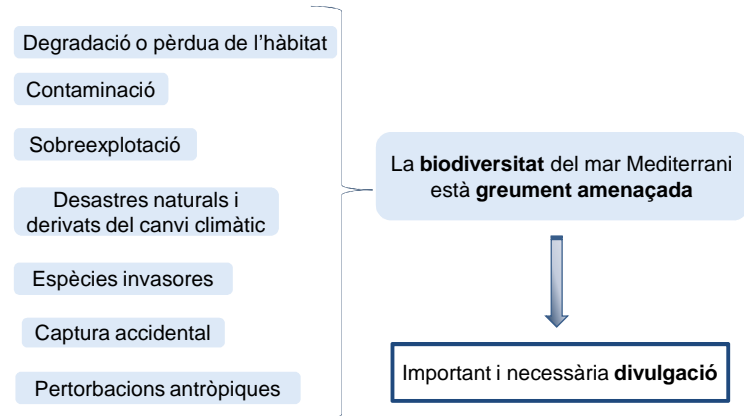 Degradació o pèrdua de l’hàbitat
Contaminació
Sobreexplotació
Desastres naturals i
derivats del canvi climàtic
Espècies invasores
Captura accidental
Pertorbacions antròpiques
La biodiversitat del mar Mediterrani
està greument amenaçada
Important i necessària divulgació